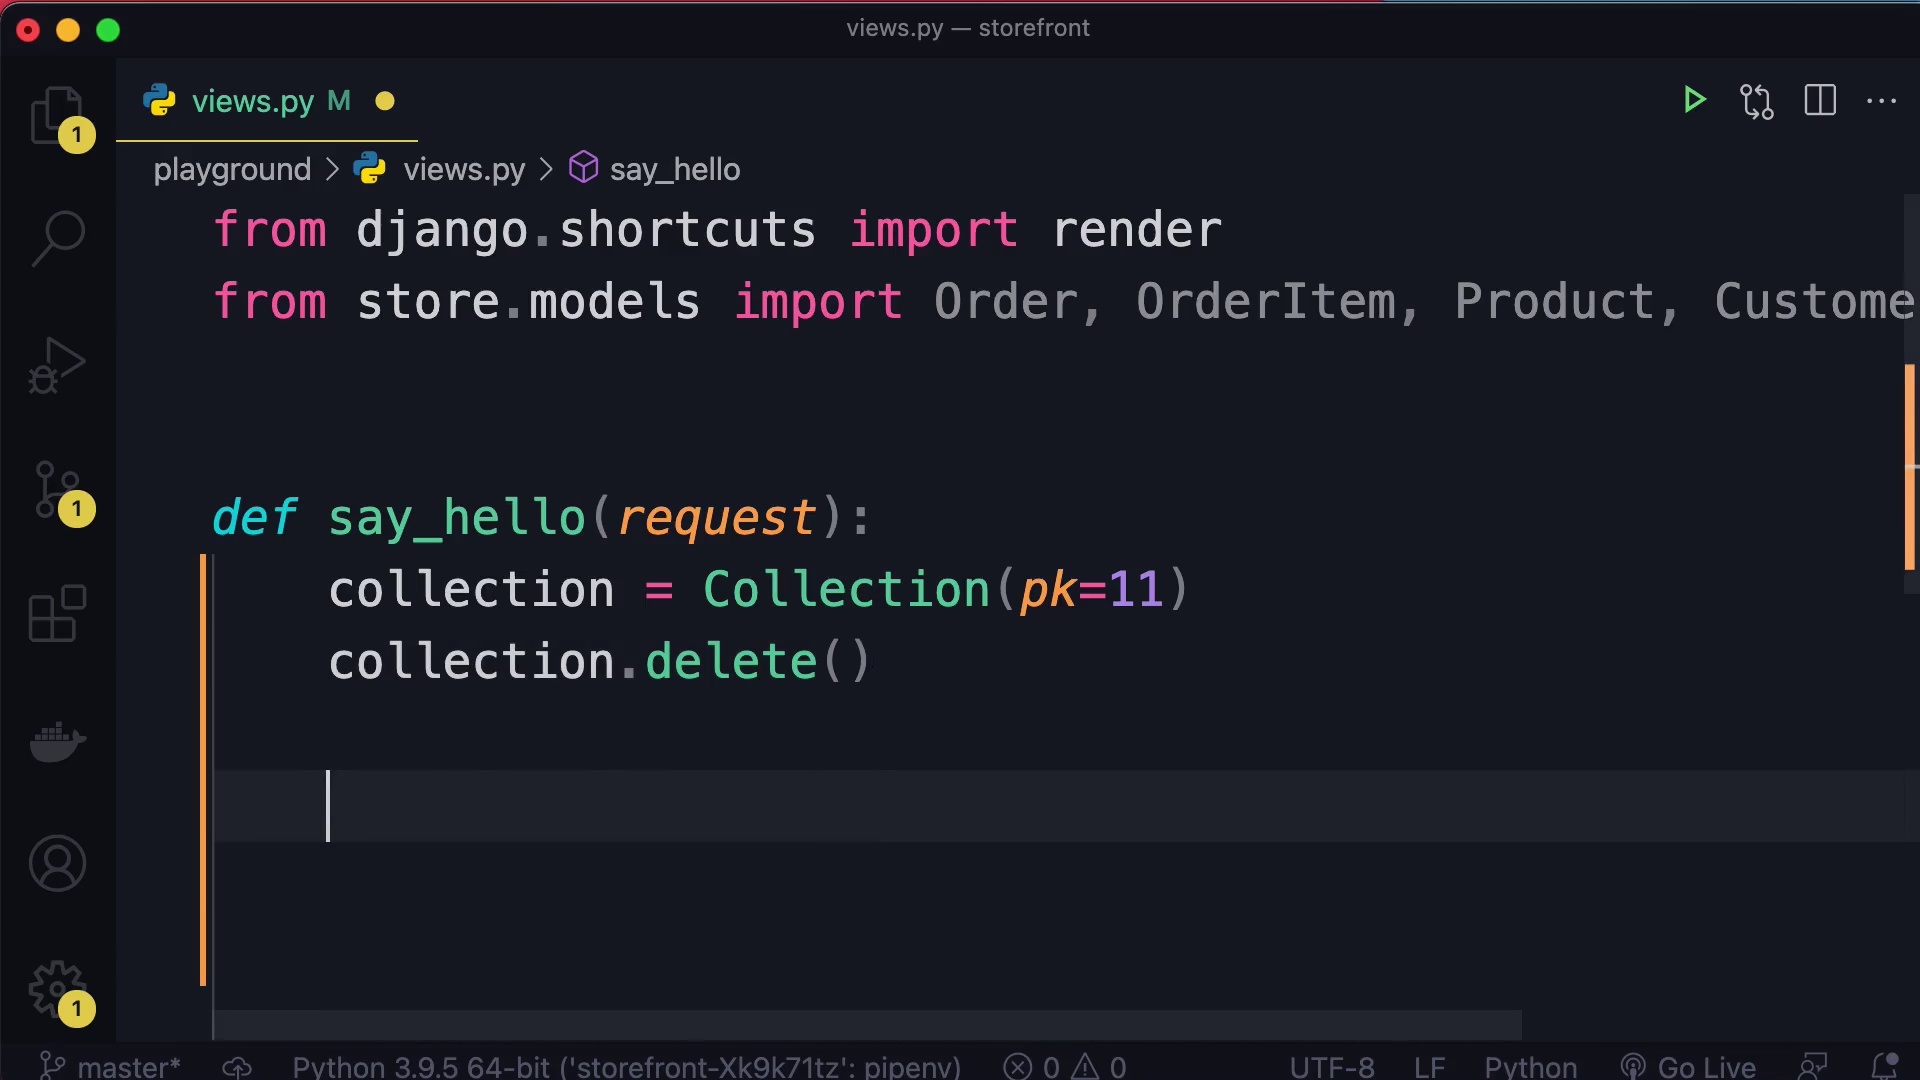 views.py — storefront
views.py M
playground > views.py > say_hello
from django.shortcuts import render
from store.models import Order, OrderItem, Product, Custome
def say_hello(request):
collection = Collection(pk=11)
collection.delete()
1
1
1
master* Python 3.9.5 64-bit ('storefront-Xk9k71tz': pipenv) 0 0 UTF-8 LF Python Go Live